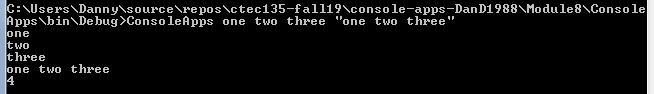 C:\Users\Danny\source\repos\ctec135-fall19\console-apps-DanD1988\Module8\Console
Apps\bin\Debug>ConsoleApps one two three "one two three"
one
two
three
one two three
4